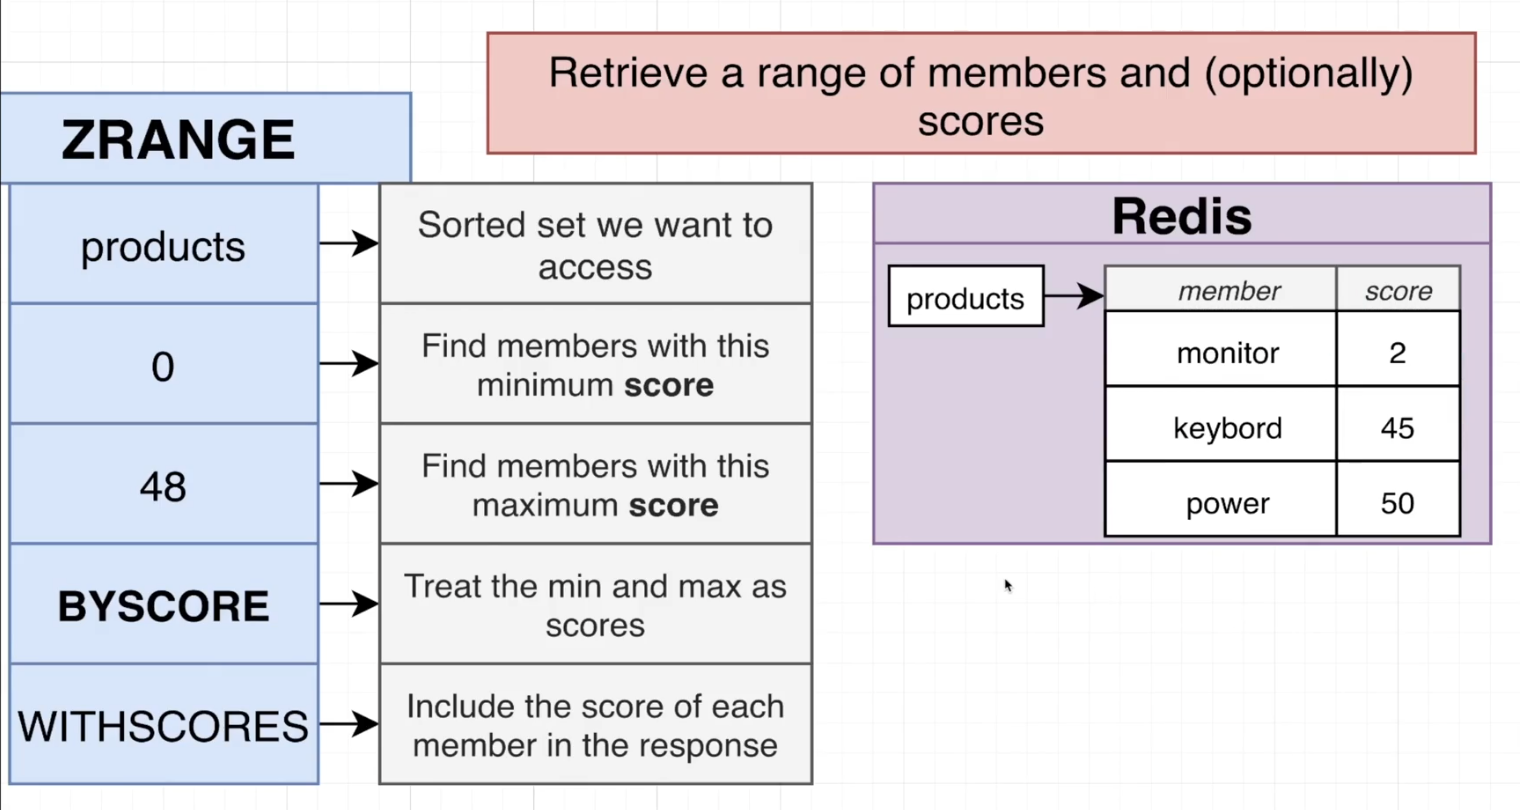 Retrieve a range of members and (optionally)
scores
ZRANGE
products
Sorted set we want to
access
0
Find members with this
minimum score
48
Find members with this
maximum score
BYSCORE
Treat the min and max as
scores
WITHSCORES
Include the score of each
member in the response
Redis
products
member score
monitor 2
keybord 45
power 50